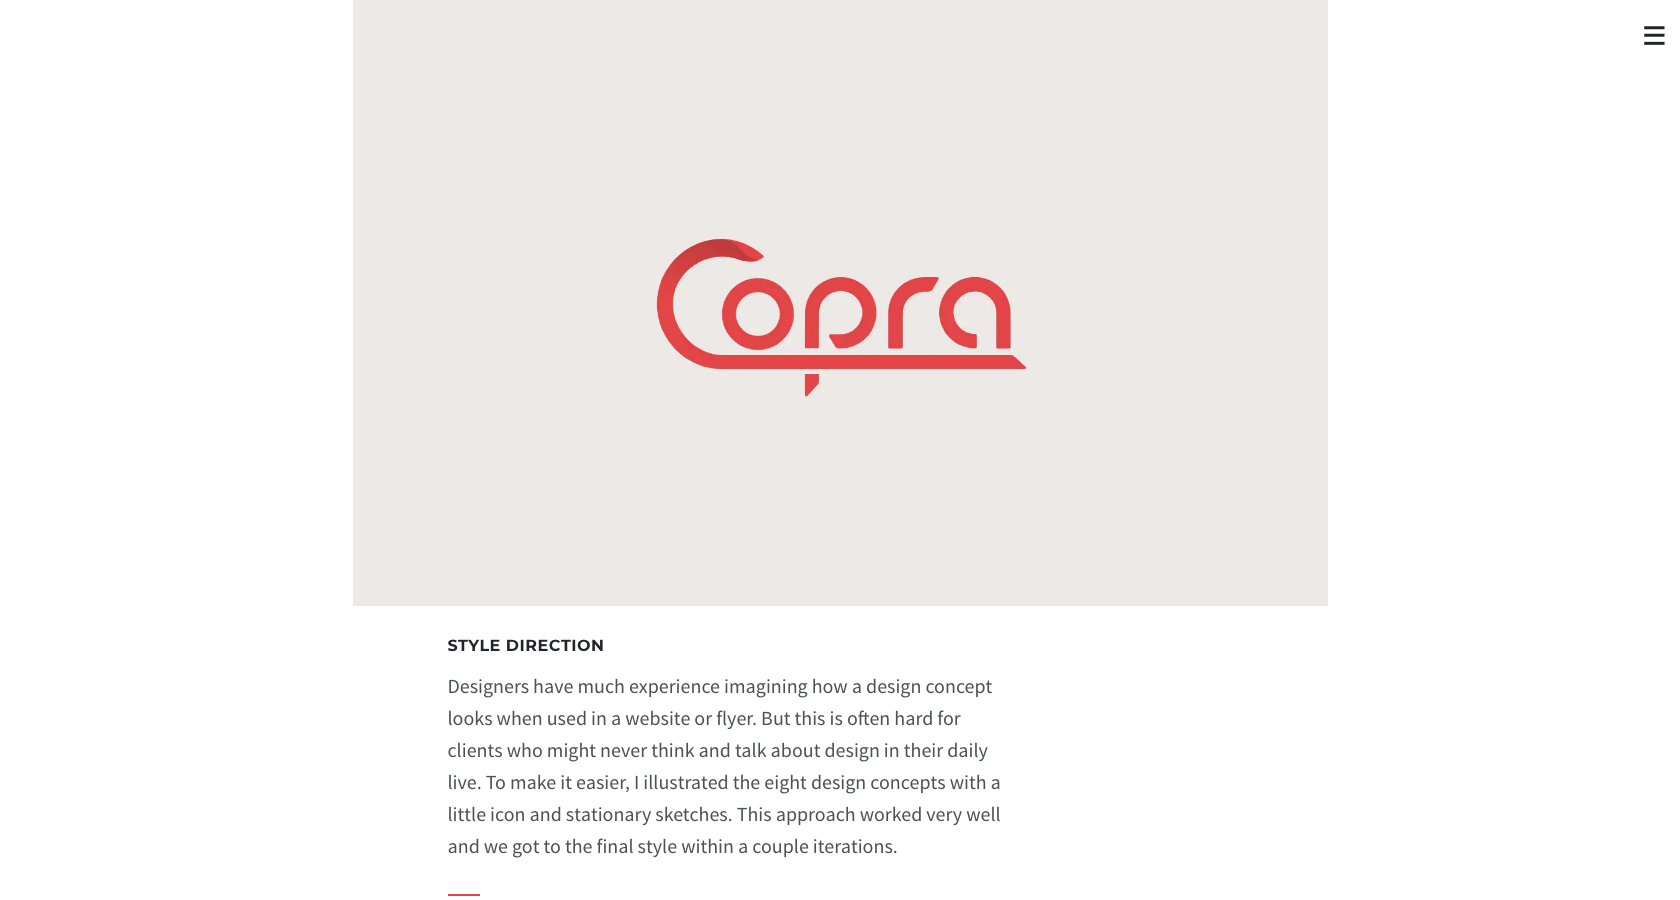 Copra
STYLE DIRECTION
Designers have much experience imagining how a design concept
looks when used in a website or flyer. But this is often hard for
clients who might never think and talk about design in their daily
live. To make it easier, I illustrated the eight design concepts with a
little icon and stationary sketches. This approach worked very well
and we got to the final style within a couple iterations.